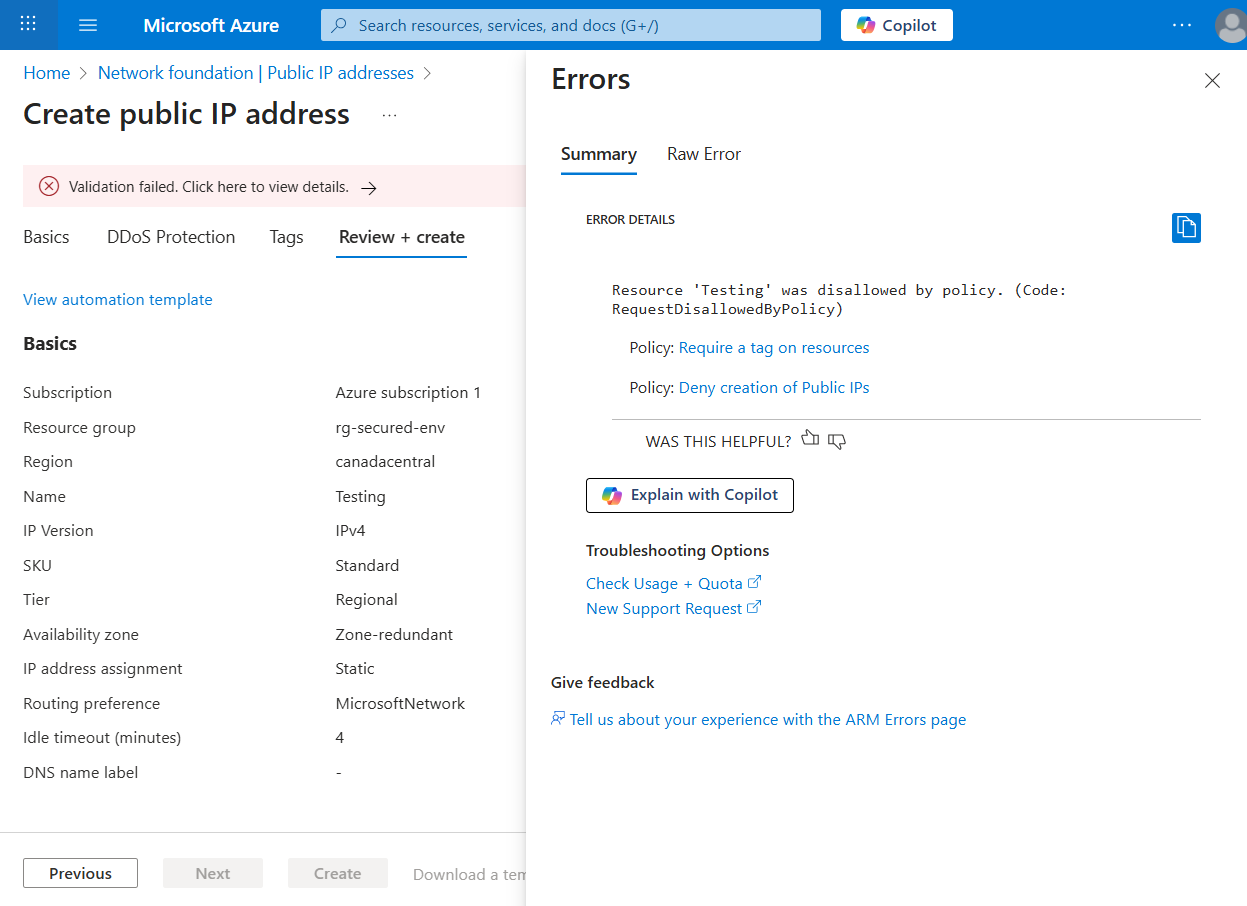 Microsoft Azure
Search resources, services, and docs (G+/)
Copilot
Home
Network foundation | Public IP addresses
Create public IP address
Validation failed. Click here to view details.
Basics
DDoS Protection
Tags
Review + create
View automation template
Basics
Subscription Azure subscription 1
Resource group rg-secured-env
Region canadacentral
Name Testing
IP Version IPv4
SKU Standard
Tier Regional
Availability zone Zone-redundant
IP address assignment Static
Routing preference MicrosoftNetwork
Idle timeout (minutes) 4
DNS name label -
Previous
Next
Create
Download a tem
Errors
Summary
Raw Error
ERROR DETAILS
Resource 'Testing' was disallowed by policy. (Code:
RequestDisallowedByPolicy)
Policy: Require a tag on resources
Policy: Deny creation of Public IPs
WAS THIS HELPFUL?
Explain with Copilot
Troubleshooting Options
Check Usage + Quota
New Support Request
Give feedback
Tell us about your experience with the ARM Errors page